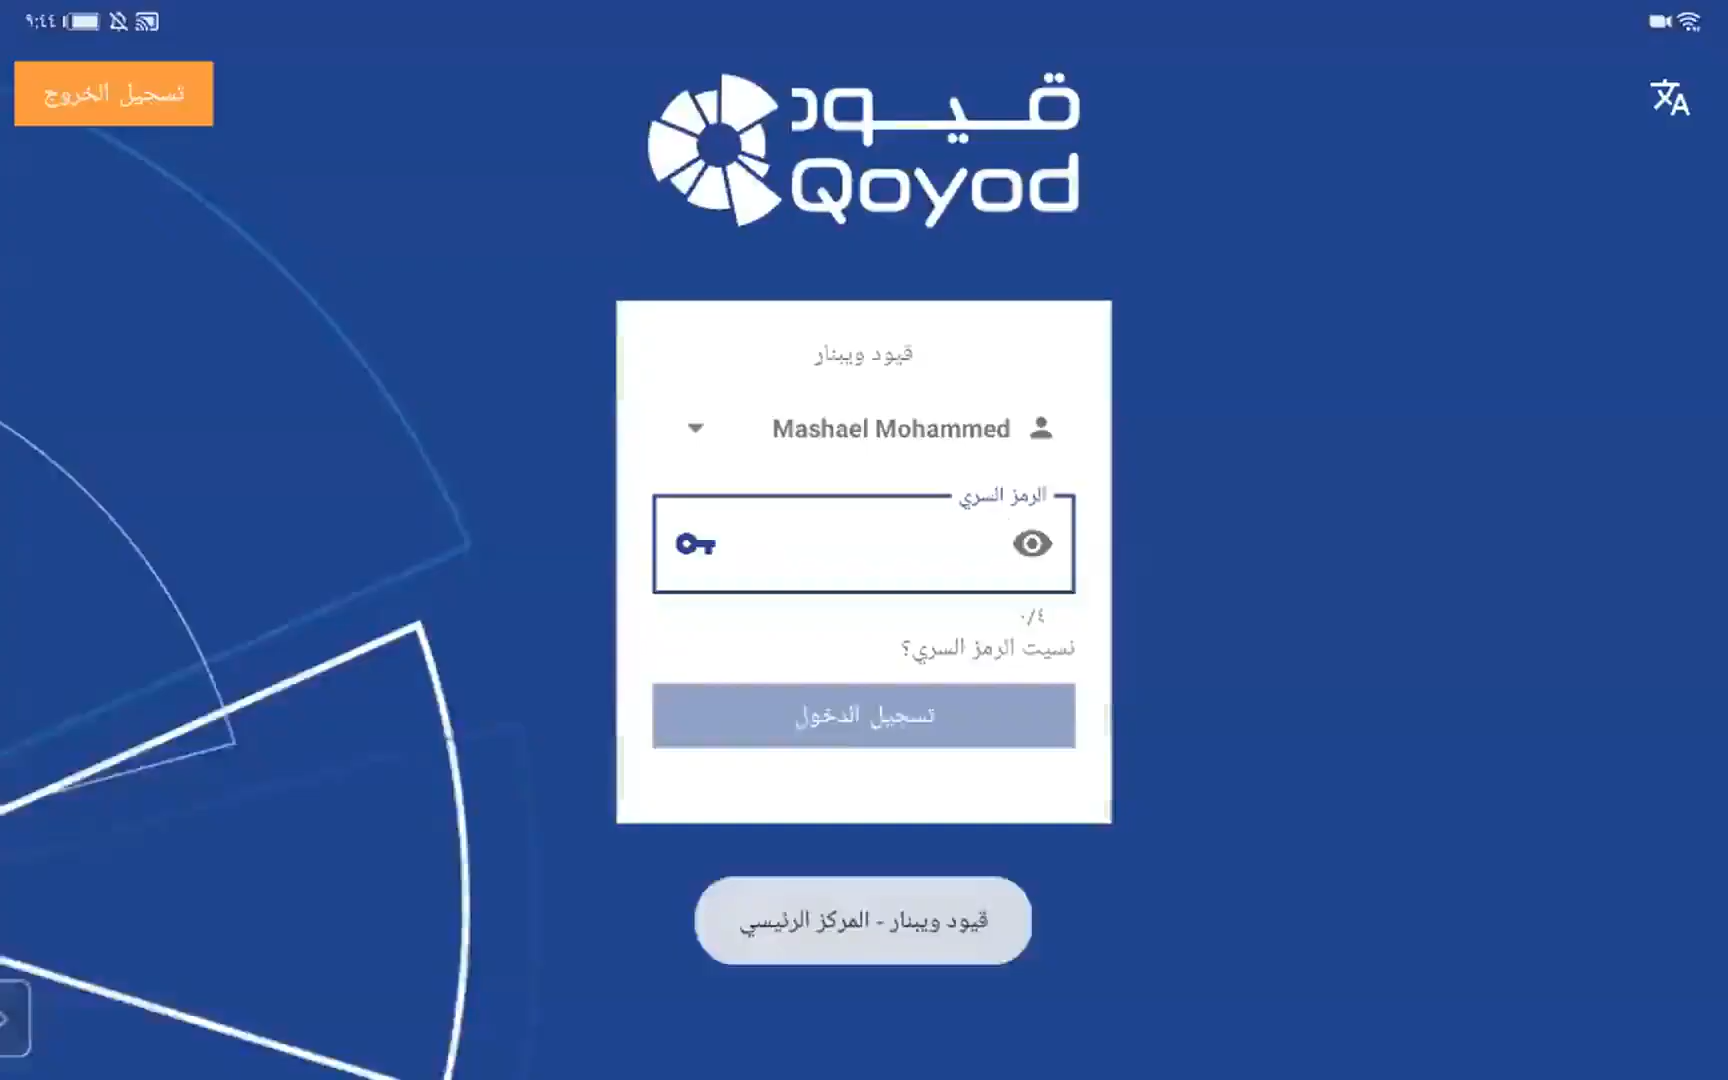 ٩:٤٤
تسجيل الخروج
قيود
Qoyod
قيود ويبنار
Mashael Mohammed
الرمز السري
٠/٤
نسيت الرمز السري؟
تسجيل الدخول
قيود ويبنار - المركز الرئيسي